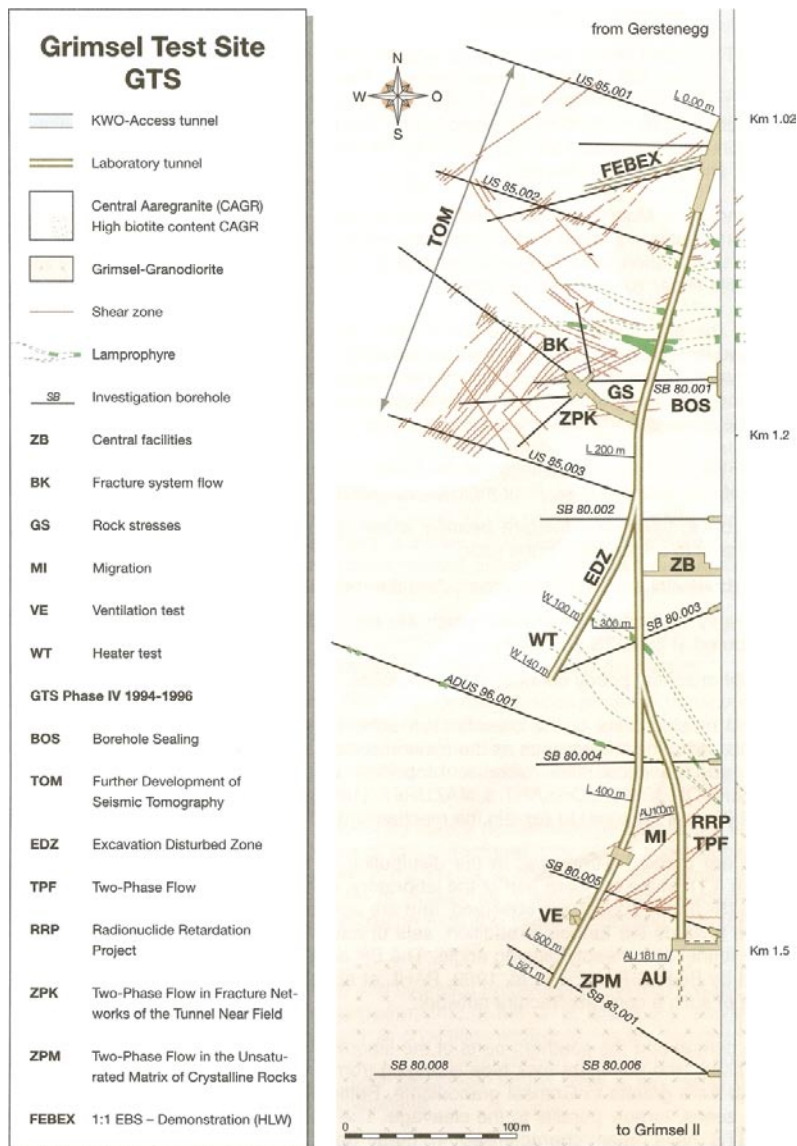 Grimsel Test Site
GTS
KWO-Access tunnel
Laboratory tunnel
Central Aaregranite (CAGR)
High biotite content CAGR
Grimsel-Granodiorite
Shear zone
Lamprophyre
SB Investigation borehole
ZB Central facilities
BK Fracture system flow
GS Rock stresses
MI Migration
VE Ventilation test
WT Heater test
GTS Phase IV 1994-1996
BOS Borehole Sealing
TOM Further Development of
Seismic Tomography
EDZ Excavation Disturbed Zone
TPF Two-Phase Flow
RRP Radionuclide Retardation
Project
ZPK Two-Phase Flow in Fracture Net-
works of the Tunnel Near Field
ZPM Two-Phase Flow in the Unsatu-
rated Matrix of Crystalline Rocks
FEBEX 1:1 EBS – Demonstration (HLW)
from Gerstenegg
N
W O
S
US 85.001
L 0.00 m
Km 1.02
FEBEX
US 85.002
TOM
BK
GS
SB 80.001
BOS
ZPK
Km 1.2
L 200 m
US 85.003
SB 80.002
EDZ
ZB
W 100 m
L 300 m
SB 80.003
WT
W 140 m
ADUS 96.001
SB 80.004
L 400 m
AU 100m
RRP
TPF
MI
SB 80.005
VE
L 500 m
AU 181 m
AU
Km 1.5
L 521 m
ZPM
SB 83.001
SB 80.008
SB 80.006
0 100 m
to Grimsel II